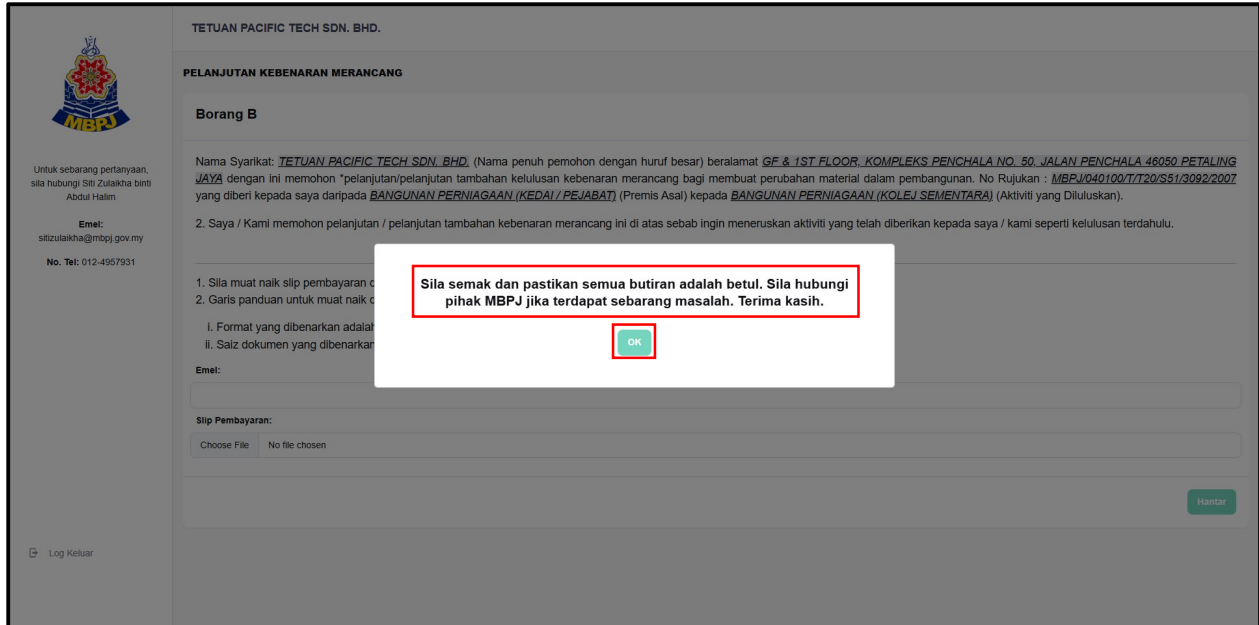 TETUAN PACIFIC TECH SDN. BHD.
MBPJ
Untuk sebarang pertanyaan,
sila hubungi Siti Zulaikha binti
Abdul Halim
Emel:
sitizulaikha@mbpj.gov.my
No. Tel: 012-4957931
Log Keluar
PELANJUTAN KEBENARAN MERANCANG
Borang B
Nama Syarikat: TETUAN PACIFIC TECH SDN. BHD. (Nama penuh pemohon dengan huruf besar) beralamat GF & 1ST FLOOR, KOMPLEKS PENCHALA NO. 50, JALAN PENCHALA 46050 PETALING
JAYA dengan ini memohon *pelanjutan/pelanjutan tambahan kelulusan kebenaran merancang bagi membuat perubahan material dalam pembangunan. No Rujukan : MBPJ/040100/T/T20/S51/3092/2007
yang diberi kepada saya daripada BANGUNAN PERNIAGAAN (KEDAI / PEJABAT) (Premis Asal) kepada BANGUNAN PERNIAGAAN (KOLEJ SEMENTARA) (Aktiviti yang Diluluskan).
2. Saya / Kami memohon pelanjutan / pelanjutan tambahan kebenaran merancang ini di atas sebab ingin meneruskan aktiviti yang telah diberikan kepada saya / kami seperti kelulusan terdahulu.
1. Sila muat naik slip pembayaran
2. Garis panduan untuk muat naik
i. Format yang dibenarkan adalah
ii. Saiz dokumen yang dibenarkan
Sila semak dan pastikan semua butiran adalah betul. Sila hubungi
pihak MBPJ jika terdapat sebarang masalah. Terima kasih.
OK
Emel:
Slip Pembayaran:
Choose File No file chosen
Hantar